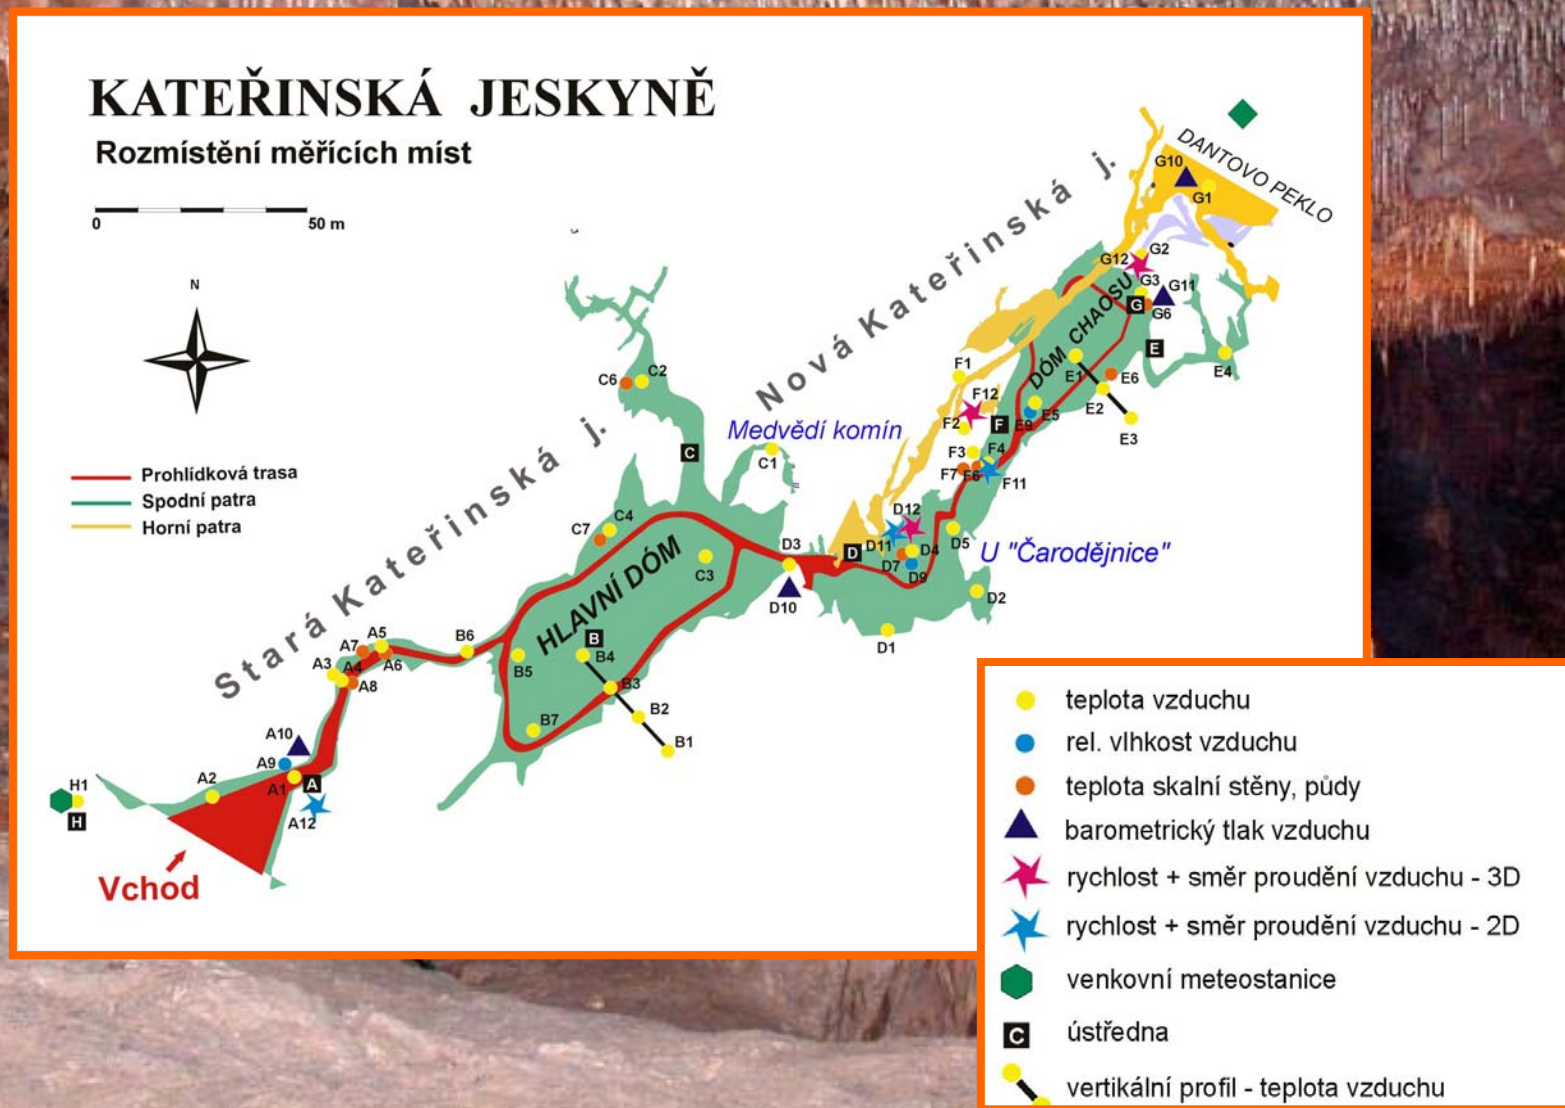 KATEŘINSKÁ JESKYNĚ
Rozmístění měřících míst
0 50 m
N
Stará Kateřinská j.
Nová Kateřinská j.
DANTOVO PEKLO
G10
G1
G2
G12
G3
G11
G
G6
DÓM CHAOSU
E
E4
E1
E6
E2
E5
E9
E3
F1
F12
F2
F
F3
F4
F7
F6
F11
C6
C2
C
Medvědí komín
C1
Prohlídková trasa
Spodní patra
Horní patra
C4
C7
C3
HLAVNÍ DÓM
D3
D10
D
D12
D11
D4
D5
D7
D9
U "Čarodějnice"
D2
D1
A5
A7
A6
A3
A4
A8
B6
B5
B
B4
B3
B7
B2
B1
A10
A9
A2
A1
A
A12
H1
H
Vchod
teplota vzduchu
rel. vlhkost vzduchu
teplota skalní stěny, půdy
barometrický tlak vzduchu
rychlost + směr proudění vzduchu - 3D
rychlost + směr proudění vzduchu - 2D
venkovní meteostanice
C ústředna
vertikální profil - teplota vzduchu